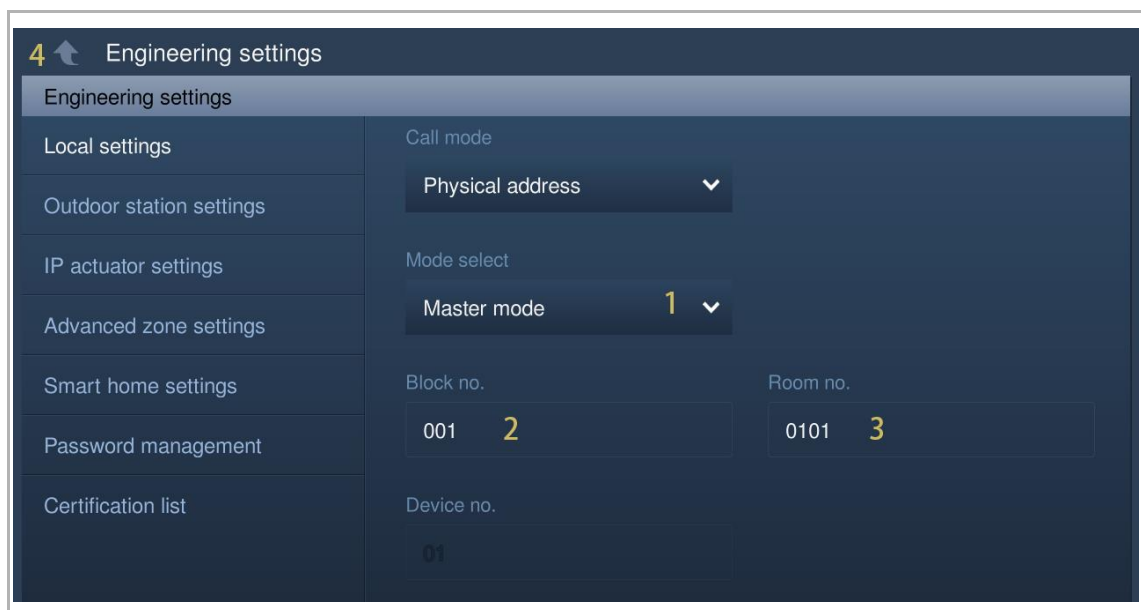 4 Engineering settings
Engineering settings
Local settings
Outdoor station settings
IP actuator settings
Advanced zone settings
Smart home settings
Password management
Certification list
Call mode
Physical address
Mode select
Master mode 1
Block no. Room no.
001 2 0101 3
Device no.
01